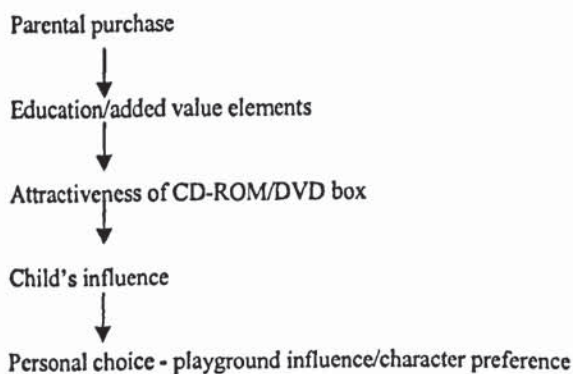 Parental purchase
Education/added value elements
Attractiveness of CD-ROM/DVD box
Child's influence
Personal choice - playground influence/character preference